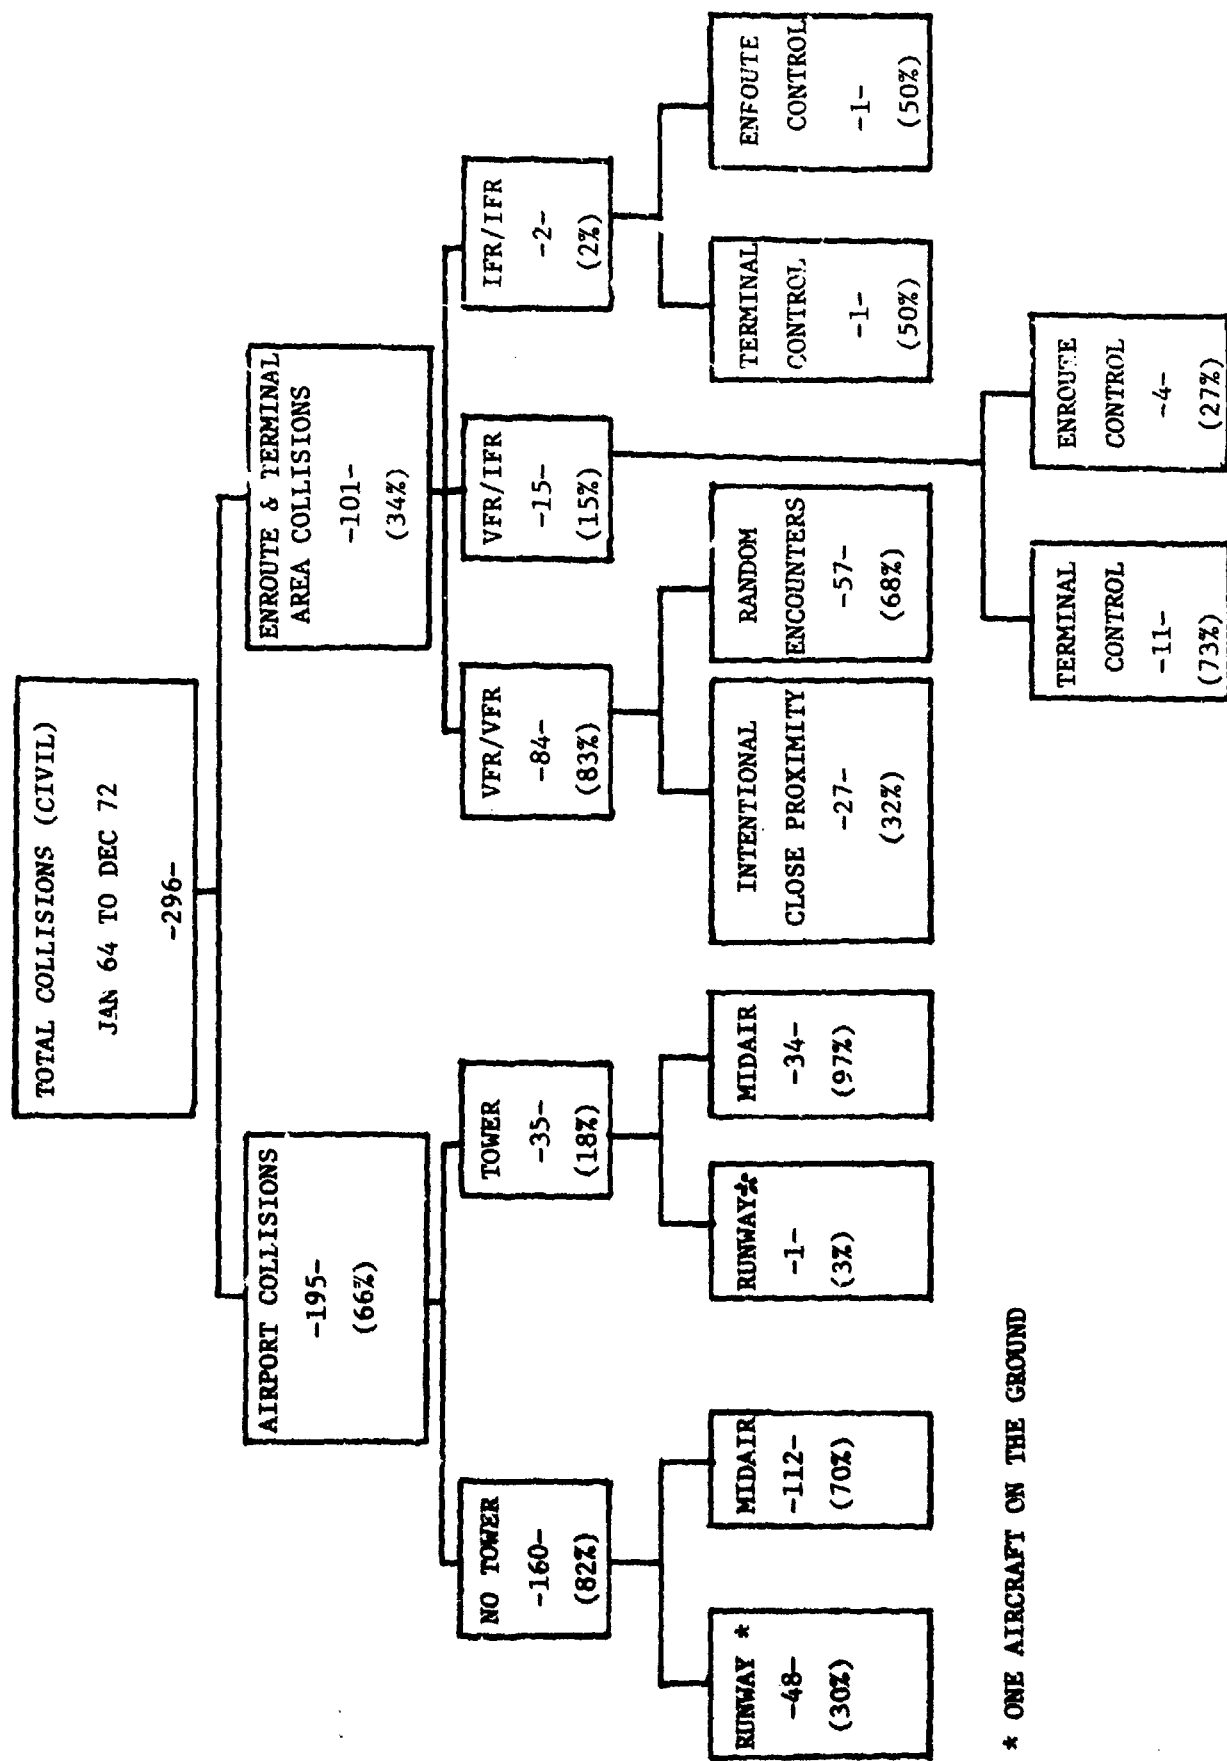 TOTAL COLLISIONS (CIVIL)
JAN 64 TO DEC 72
-296-
AIRPORT COLLISIONS
-195-
(66%)
ENROUTE & TERMINAL
AREA COLLISIONS
-101-
(34%)
NO TOWER
-160-
(82%)
TOWER
-35-
(18%)
VFR/VFR
-84-
(83%)
VFR/IFR
-15-
(15%)
IFR/IFR
-2-
(2%)
RUNWAY *
-48-
(30%)
MIDAIR
-112-
(70%)
RUNWAY*
-1-
(3%)
MIDAIR
-34-
(97%)
INTENTIONAL
CLOSE PROXIMITY
-27-
(32%)
RANDOM
ENCOUNTERS
-57-
(68%)
TERMINAL
CONTROL
-1-
(50%)
ENFOUTE
CONTROL
-1-
(50%)
TERMINAL
CONTROL
-11-
(73%)
ENROUTE
CONTROL
-4-
(27%)
* ONE AIRCRAFT ON THE GROUND